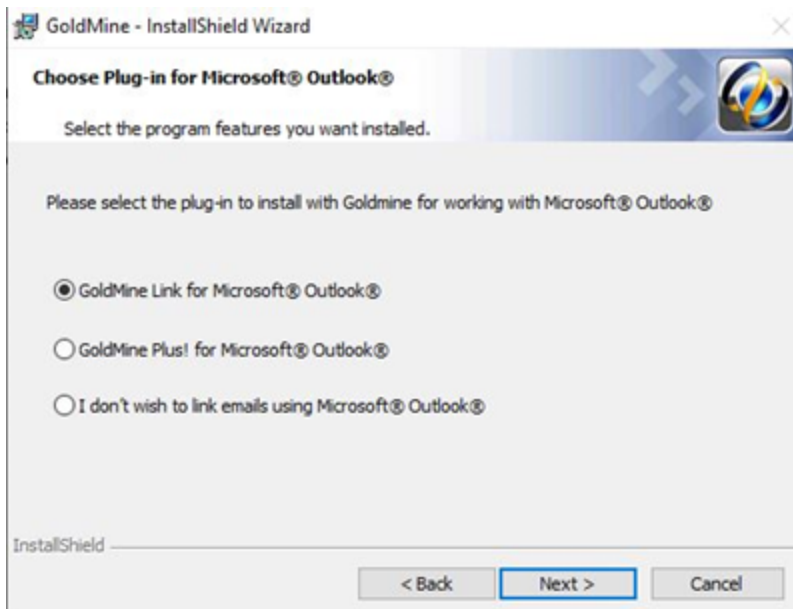 GoldMine - InstallShield Wizard
Choose Plug-in for Microsoft® Outlook®
Select the program features you want installed.
Please select the plug-in to install with Goldmine for working with Microsoft® Outlook®
GoldMine Link for Microsoft® Outlook®
GoldMine Plus! for Microsoft® Outlook®
I don't wish to link emails using Microsoft® Outlook®
InstallShield
< Back Next > Cancel